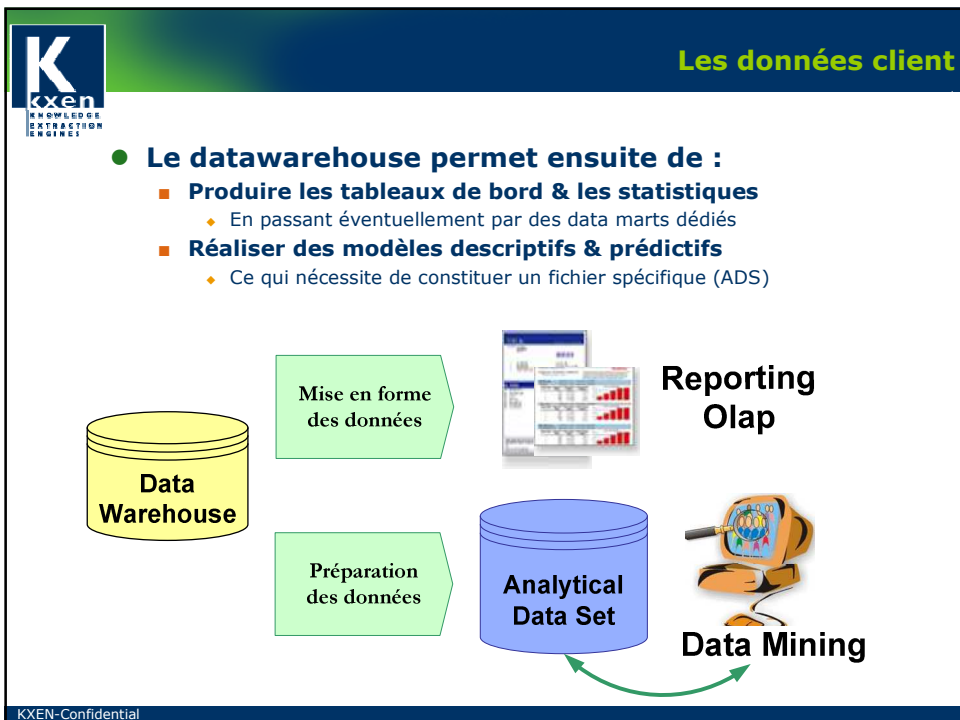 Les données client
K
kxen
KNOWLEDGE
EXTRACTION
ENGINES
Le datawarehouse permet ensuite de :
Produire les tableaux de bord & les statistiques
En passant éventuellement par des data marts dédiés
Réaliser des modèles descriptifs & prédictifs
Ce qui nécessite de constituer un fichier spécifique (ADS)
Mise en forme
des données
Reporting
Olap
Data
Warehouse
Préparation
des données
Analytical
Data Set
Data Mining
KXEN-Confidential